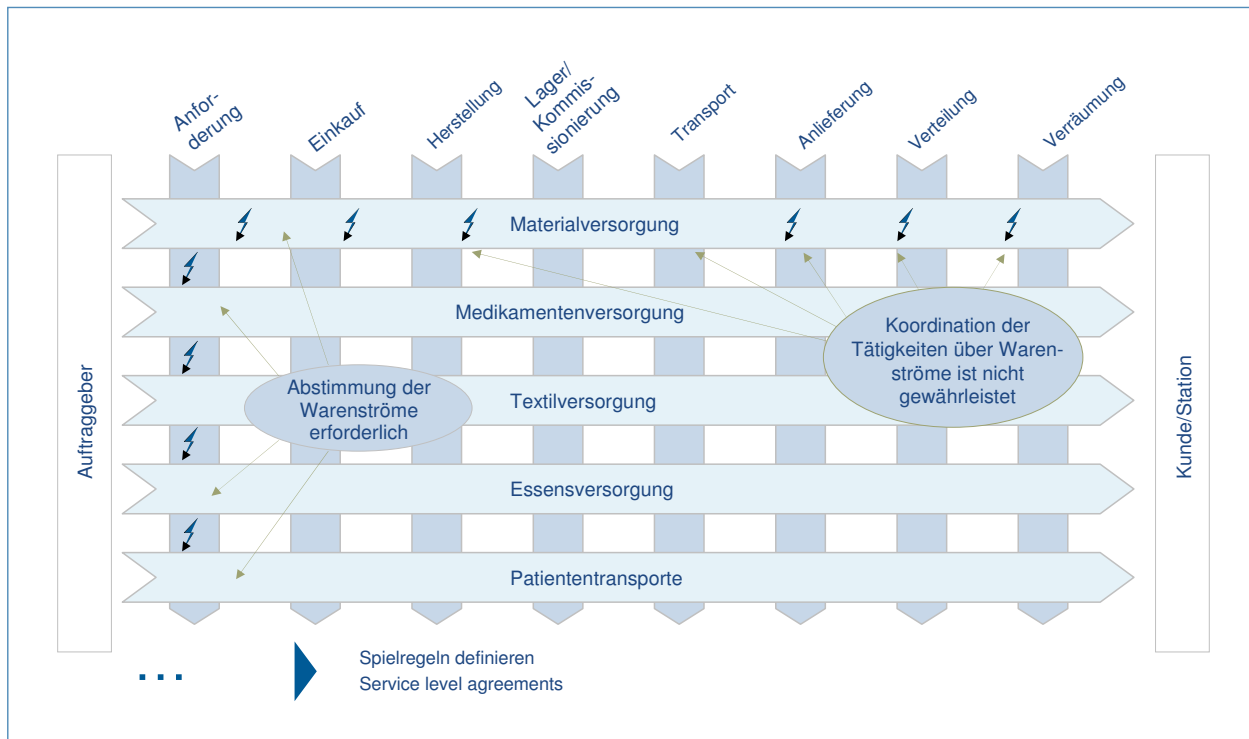 Anfor-
derung
Einkauf
Herstellung
Lager/
Kommis-
sionierung
Transport
Anlieferung
Verteilung
Verräumung
Auftraggeber
Kunde/Station
Materialversorgung
Medikamentenversorgung
Koordination der
Tätigkeiten über Waren-
ströme ist nicht
gewährleistet
Abstimmung der
Warenströme
erforderlich
Textilversorgung
Essensversorgung
Patiententransporte
...
Spielregeln definieren
Service level agreements